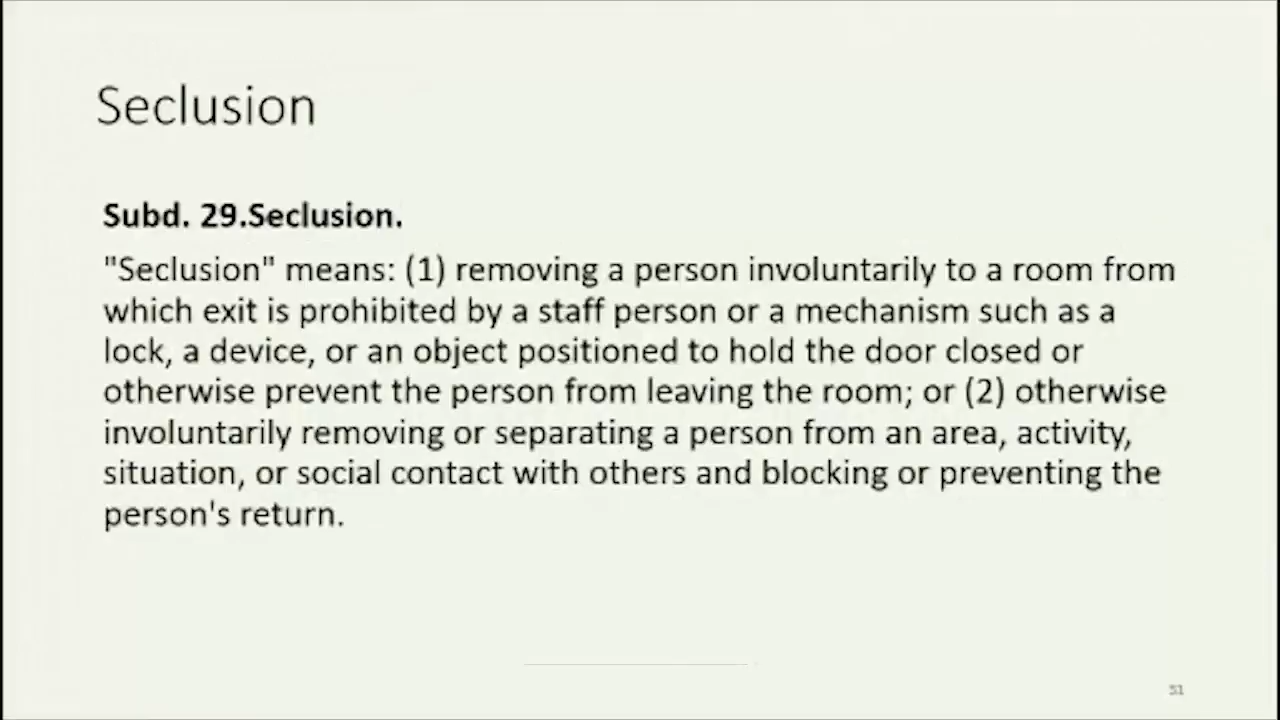 Seclusion
Subd. 29.Seclusion.
"Seclusion" means: (1) removing a person involuntarily to a room from
which exit is prohibited by a staff person or a mechanism such as a
lock, a device, or an object positioned to hold the door closed or
otherwise prevent the person from leaving the room; or (2) otherwise
involuntarily removing or separating a person from an area, activity,
situation, or social contact with others and blocking or preventing the
person's return.
51